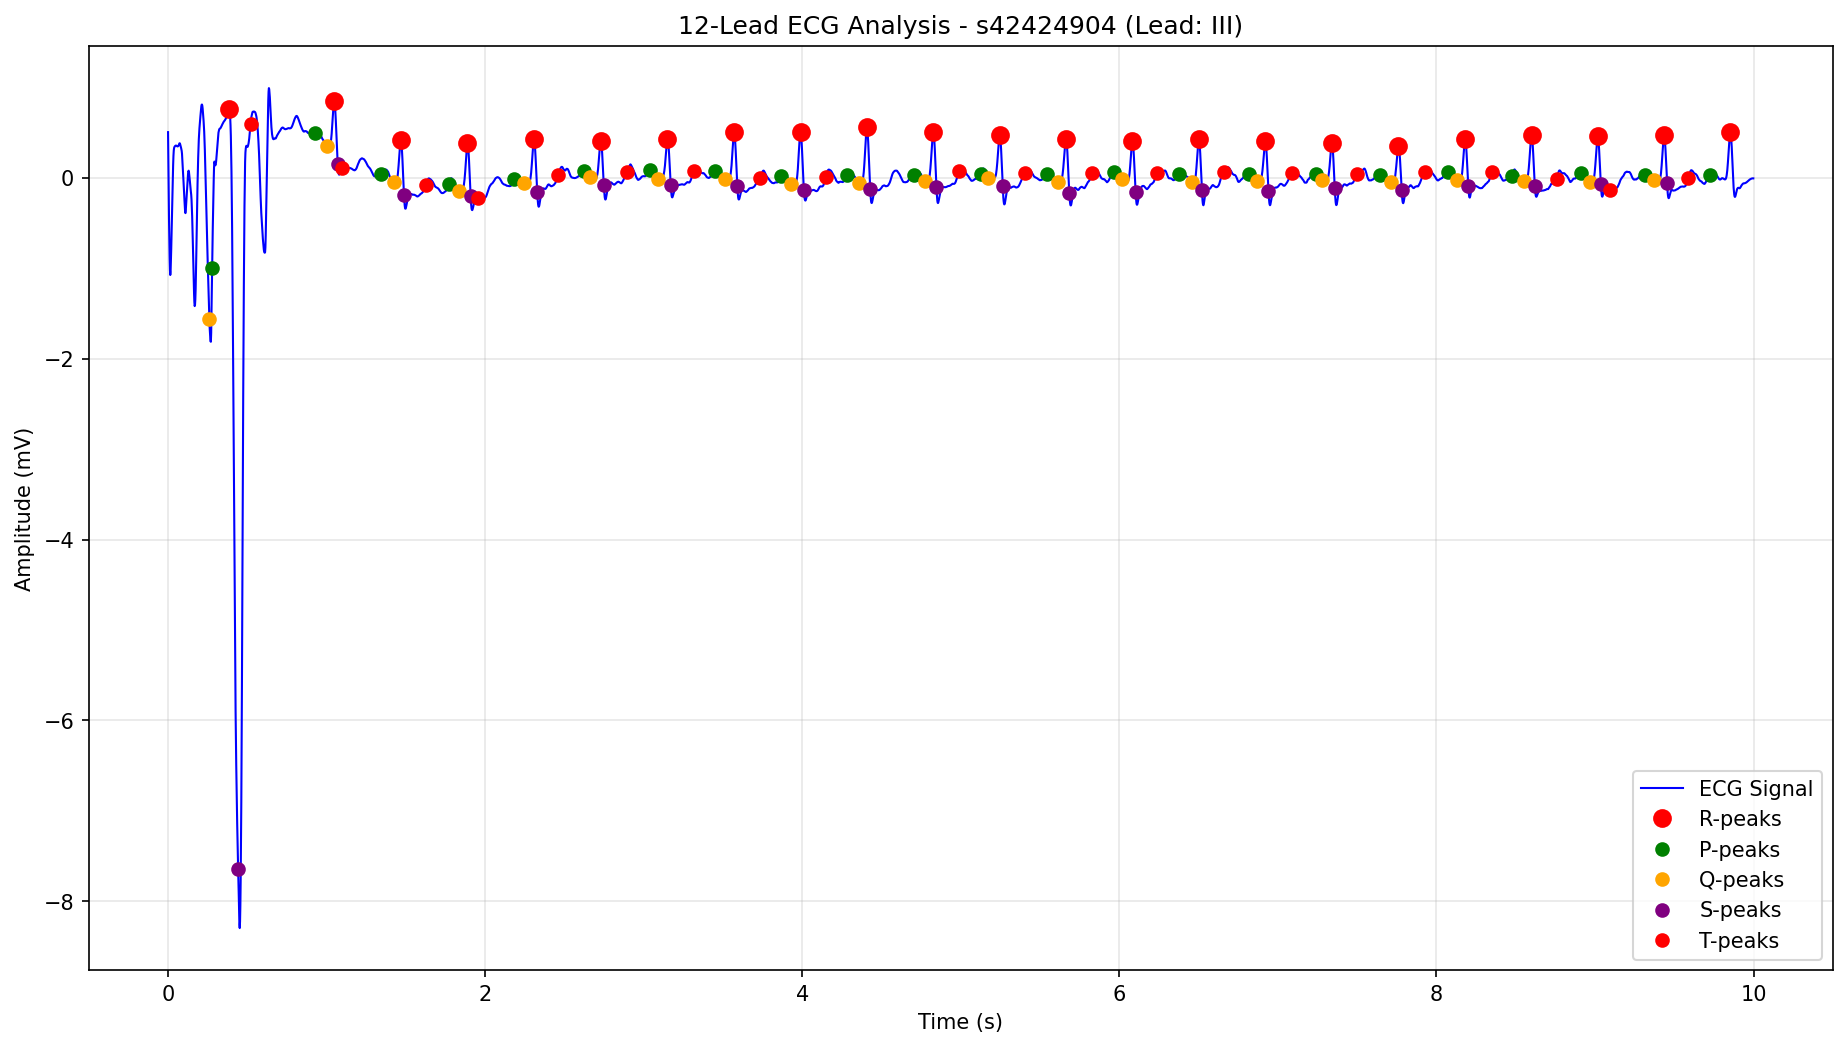 12-Lead ECG Analysis - s42424904 (Lead: III)
Amplitude (mV)
0
−2
−4
−6
−8
0
2
4
6
8
10
Time (s)
ECG Signal
R-peaks
P-peaks
Q-peaks
S-peaks
T-peaks